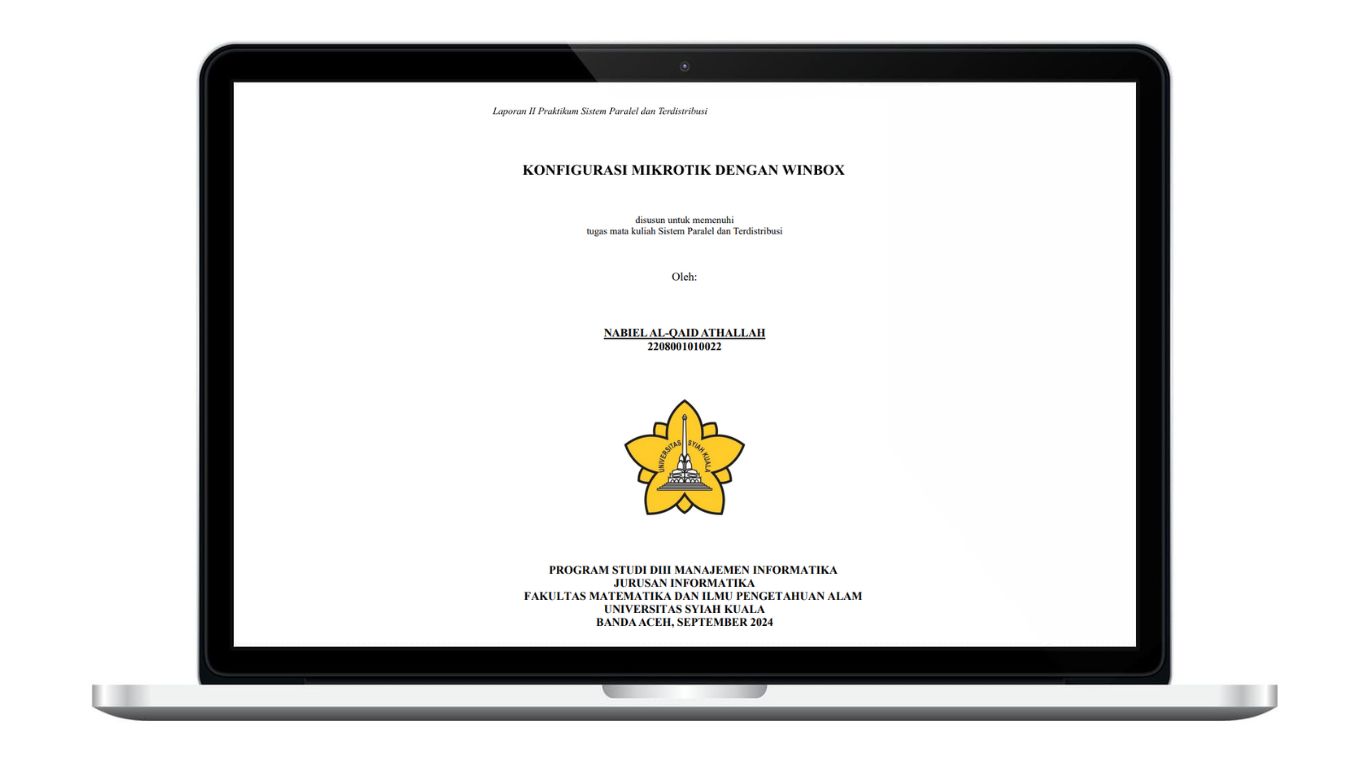 Laporan II Praktikum Sistem Paralel dan Terdistribusi
KONFIGURASI MIKROTIK DENGAN WINBOX
disusun untuk memenuhi
tugas mata kuliah Sistem Paralel dan Terdistribusi
Oleh:
NABIEL AL-QAID ATHALLAH
2208001010022
UNIVERSITAS SYIAH KUALA
PROGRAM STUDI DIII MANAJEMEN INFORMATIKA
JURUSAN INFORMATIKA
FAKULTAS MATEMATIKA DAN ILMU PENGETAHUAN ALAM
UNIVERSITAS SYIAH KUALA
BANDA ACEH, SEPTEMBER 2024